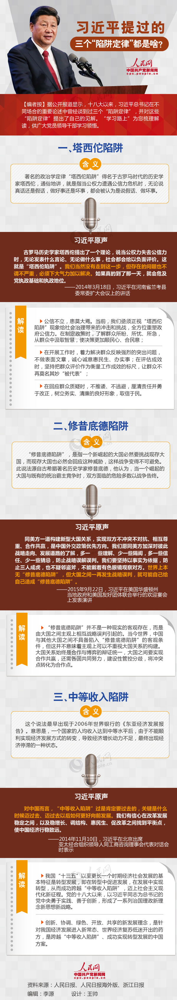 习近平提过的
三个“陷阱定律”都是啥?
人民网
中国共产党新闻网
cpc.people.cn
【编者按】据公开报道显示，十八大以来，习近平总书记在不
同场合的重要论述中曾经谈到过三个“陷阱定律”，并对这些
“陷阱定律”提出了自己的见解。“学习路上”为您梳理解
读，供广大党员领导干部学习领悟。
一、塔西佗陷阱
含义
著名的政治学定律“塔西佗陷阱”得名于古罗马时代的历史学
家塔西佗，通俗地讲，就是指当公权力遭遇公信力危机时，无论说
真话还是假话，做好事还是坏事，都会被认为是说假话、做坏事。
习近平原声
古罗马历史学家塔西佗提出了一个理论，说当公权力失去公信力
时，无论发表什么言论、无论做什么事，社会都会给以负面评价。这
就是“塔西佗陷阱”。我们当然没有走到这一步，但存在的问题也不
谓不严重，必须下大气力加以解决。如果真的到了那一天，就会危及
党执政基础和执政地位。
——2014年3月18日，习近平在河南省兰考县
委常委扩大会议上的讲话
解读
公信不立，患莫大焉。当前，我们亟须正视“塔西佗
陷阱”现象给社会治理带来的冲击和挑战，全方位重塑政
府公信力。在制定政策时，了解群众所盼、所忧、所急，
从群众中汲取智慧，使决策更加顺民心、合民意；
在开展工作时，着力解决群众反映强烈的突出问题，
不做表面文章，诚心诚意惠民生、办实事；在评估成效
时，坚持把群众评价作为衡量工作成效的标尺，让群众不
再莫名其妙“被代表”；
在回应群众质疑时，不推诿、不逃避，厘清责任并勇
于改正，树立务实、清廉的良好形象，取信于民。
二、修昔底德陷阱
含义
“修昔底德陷阱”，是指一个新崛起的大国必然要挑战现存大
国，而现存大国也必然会回应这种威胁，这样战争变得不可避免。
此说法源自古希腊著名历史学家修昔底德，他认为，当一个崛起的
大国与既有的统治霸主竞争时，双方面临的危险多数以战争告终。
习近平原声
同美方一道构建新型大国关系，实现双方不冲突不对抗、相互尊
重、合作共赢，是中国外交政策优先方向。我们愿同美方加深对彼此
战略走向、发展道路的了解，多一 些理解、少一些隔阂，多一些信
任、少一些猜忌，防止战略误解误判。我们要坚持以事实为依据，防
止三人成虎，也不疑邻盗斧，不能戴着有色眼镜观察对方。世界上本
无“修昔底德陷阱”，但大国之间一再发生战略误判，就可能自己给
自己造成“修昔底德陷阱”。
——2015年9月22日，习近平在美国华盛顿州
当地政府和美国友好团体联合举行的欢迎宴会
上发表演讲
解读
“修昔底德陷阱”并不是一种现实的客观存在，而是
由大国之间主观上相互战略误判引起的。当今世界，中国
与其他大国之间不具备陷入“修昔底德陷阱”的客观条
件，但这并不意味着主观上可以不重视大国关系的构建。
大国关系始终是合作与博弈的辩证统一，大国之间要实现
合作共赢，还需各国共同努力，建设性管控分歧，将冲突
点转化为合作点。
三、中等收入陷阱
含义
这个说法最早出现于2006年世界银行的《东亚经济发展报
告》。意思是，一个国家的人均收入达到中等水平后，由于不能顺
利实现经济发展方式的转变，导致经济增长动力不足，最终出现经
济停滞的一种状态。
习近平原声
对中国而言，“中等收入陷阱”过是肯定要过去的，关键是什么
时候迈过去、迈过去以后如何更好向前发展。我们有信心在改革发展
稳定之间，以及稳增长、调结构、惠民生、促改革之间找到平衡点，
使中国经济行稳致远。
——2014年11月10日，习近平在北京出席
亚太经合组织领导人同工商咨询理事会代表对话会
时表示
解读
我国“十三五”以至更长一个时期经济社会发展的基
本特征是转型发展，即在转型中促进发展，在发展中实现
转型，从而成功跨越“中等收入陷阱”，迈上社会主义现
代化新征程。党的十八大以来，以习近平同志为总书记的
党中央勇于实践、善于创新，形成了一系列治国理政新理
念新思想新战略。
创新、协调、绿色、开放、共享的新发展理念，是针
对我国经济发展进入新常态、世界经济复苏低迷开出的药
方，是跨越“中等收入陷阱”、成功实现转型发展的中国
方案。
人民网
中国共产党新闻网
cpc.people.cn
资料来源：人民日报、人民日报海外版、浙江日报
编辑：李源 设计：王帅